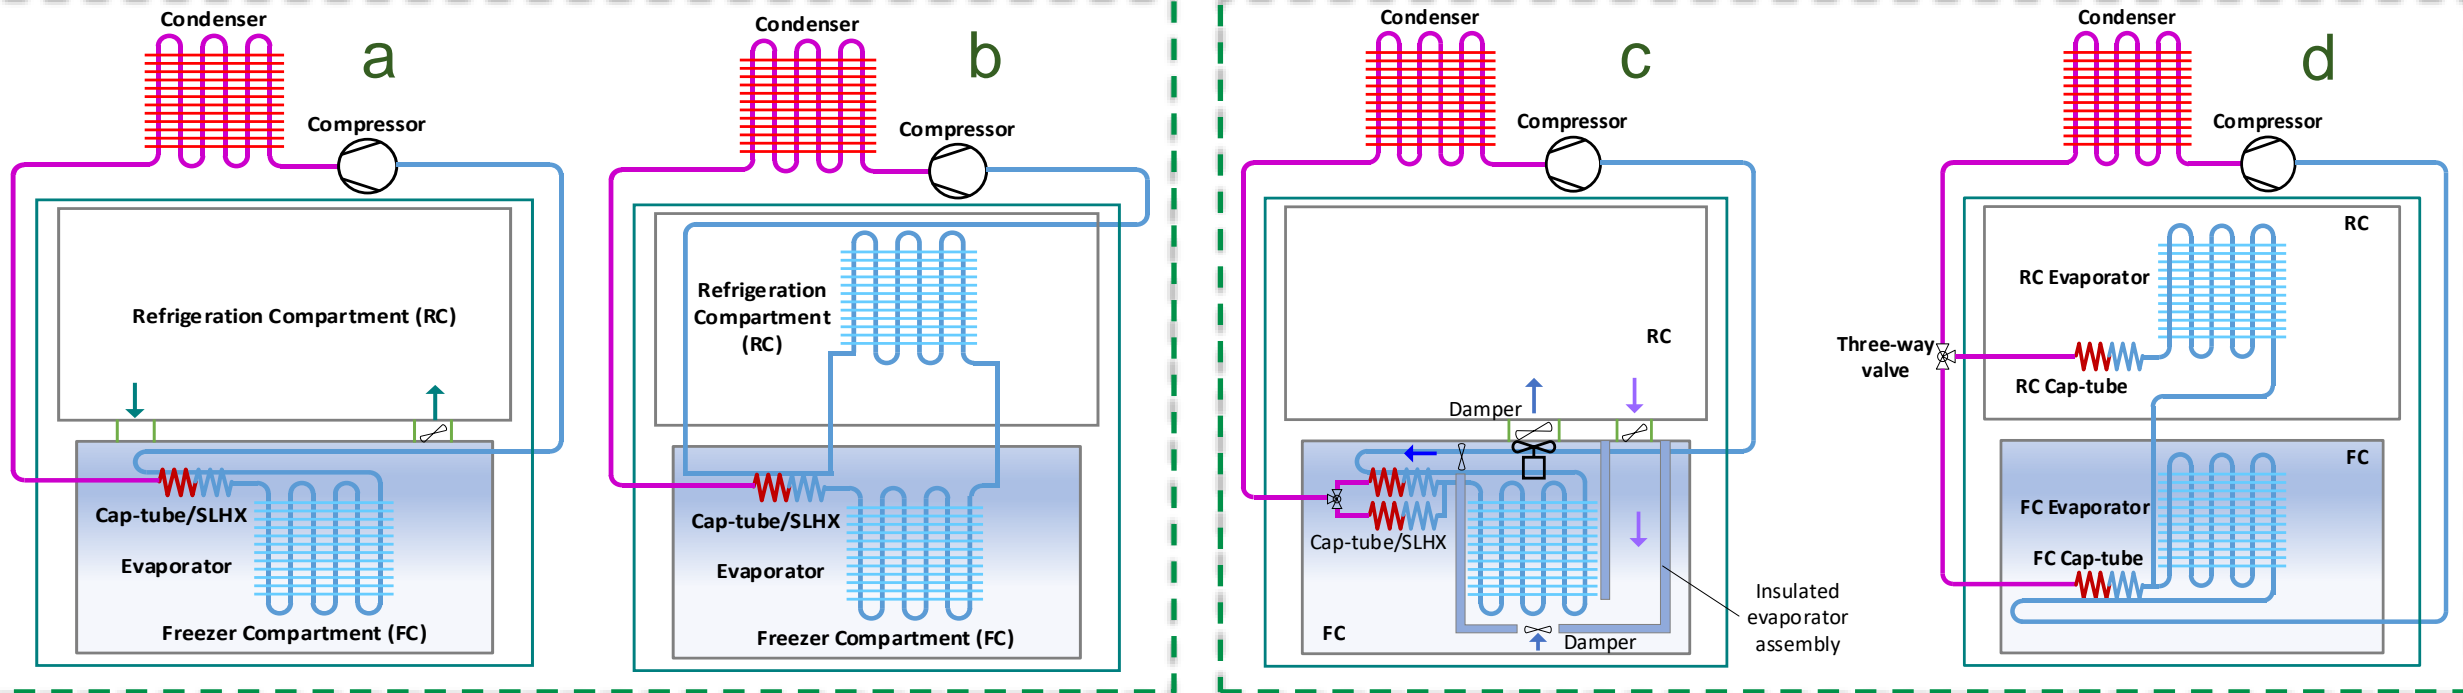 Condenser
a
Compressor
Refrigeration Compartment (RC)
Cap-tube/SLHX
Evaporator
Freezer Compartment (FC)
Condenser
b
Compressor
Refrigeration
Compartment
(RC)
Cap-tube/SLHX
Evaporator
Freezer Compartment (FC)
Condenser
c
Compressor
RC
Damper
Cap-tube/SLHX
FC
Damper
Insulated
evaporator
assembly
Condenser
d
Compressor
RC
RC Evaporator
Three-way
valve
RC Cap-tube
FC
FC Evaporator
FC Cap-tube